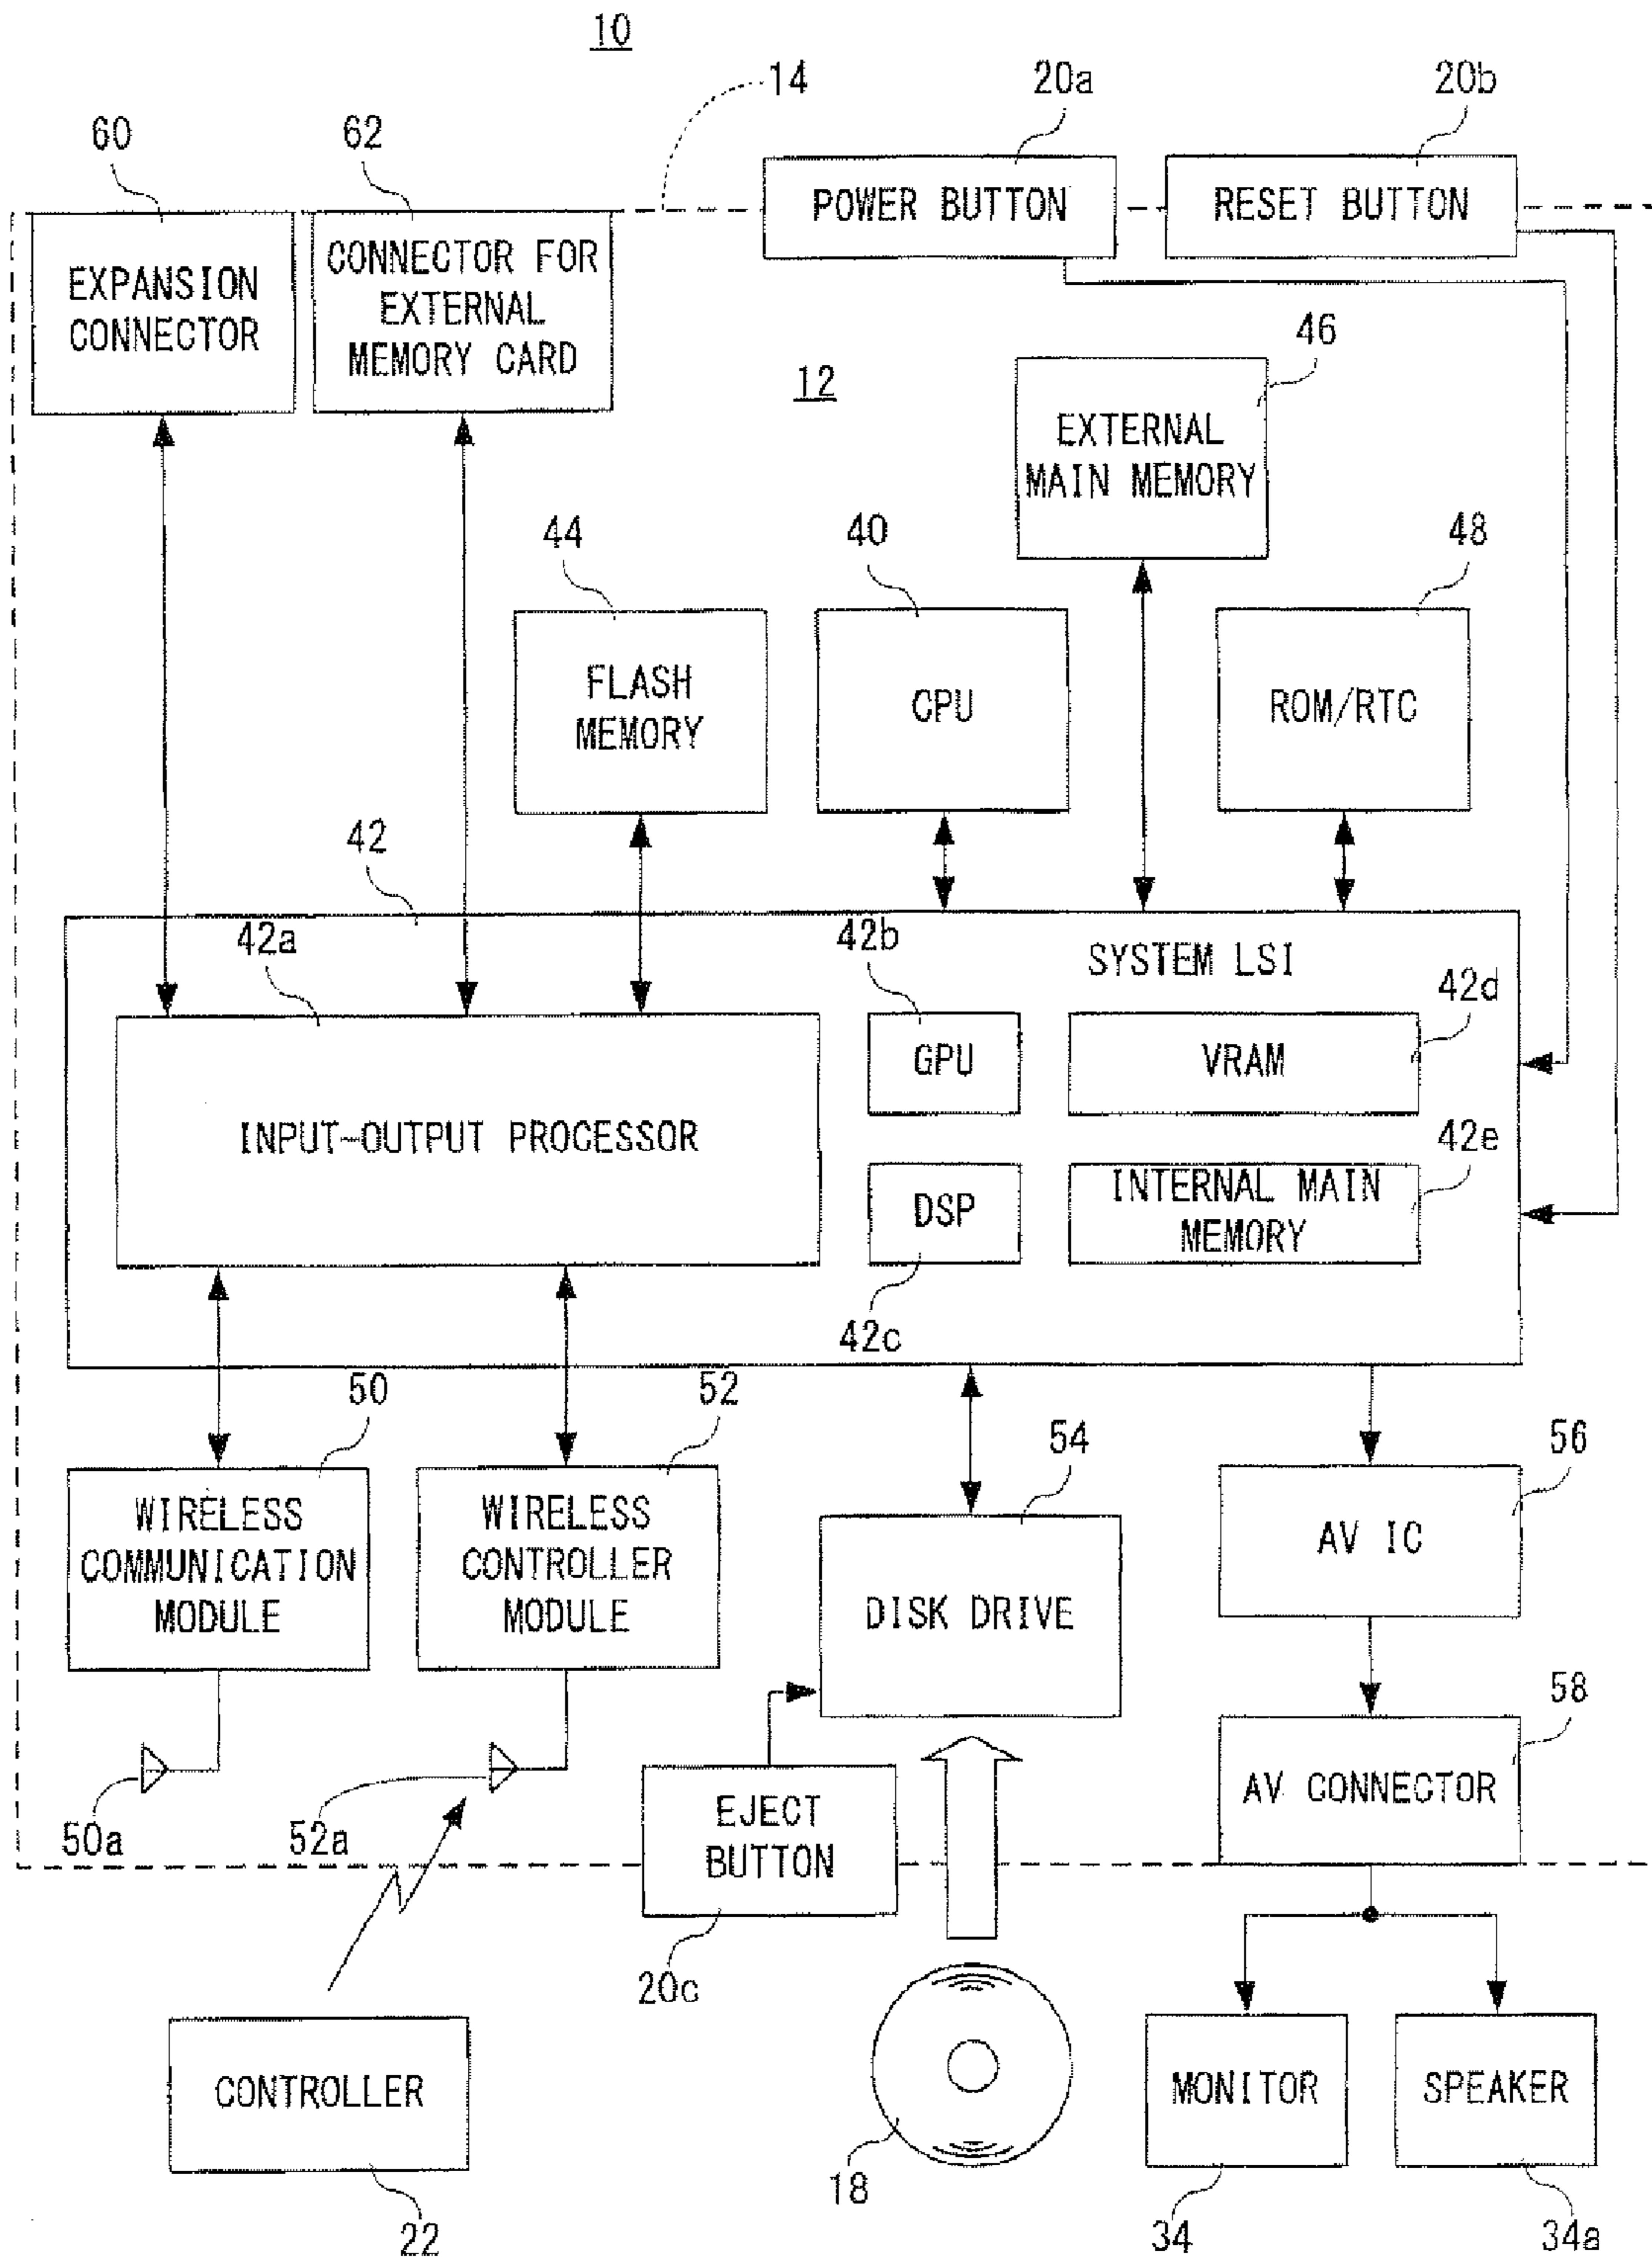 10
14
20a
20b
60
62
POWER BUTTON
RESET BUTTON
EXPANSION
CONNECTOR
CONNECTOR FOR
EXTERNAL
MEMORY CARD
12
46
EXTERNAL
MAIN MEMORY
44
40
48
FLASH
MEMORY
CPU
ROM/RTC
42
42a
42b
SYSTEM LSI
42d
GPU
VRAM
INPUT-OUTPUT PROCESSOR
42e
DSP
INTERNAL MAIN
MEMORY
42c
50
52
54
56
WIRELESS
COMMUNICATION
MODULE
WIRELESS
CONTROLLER
MODULE
DISK DRIVE
AV IC
58
50a
52a
EJECT
BUTTON
AV CONNECTOR
20c
CONTROLLER
MONITOR
SPEAKER
18
22
34
34a